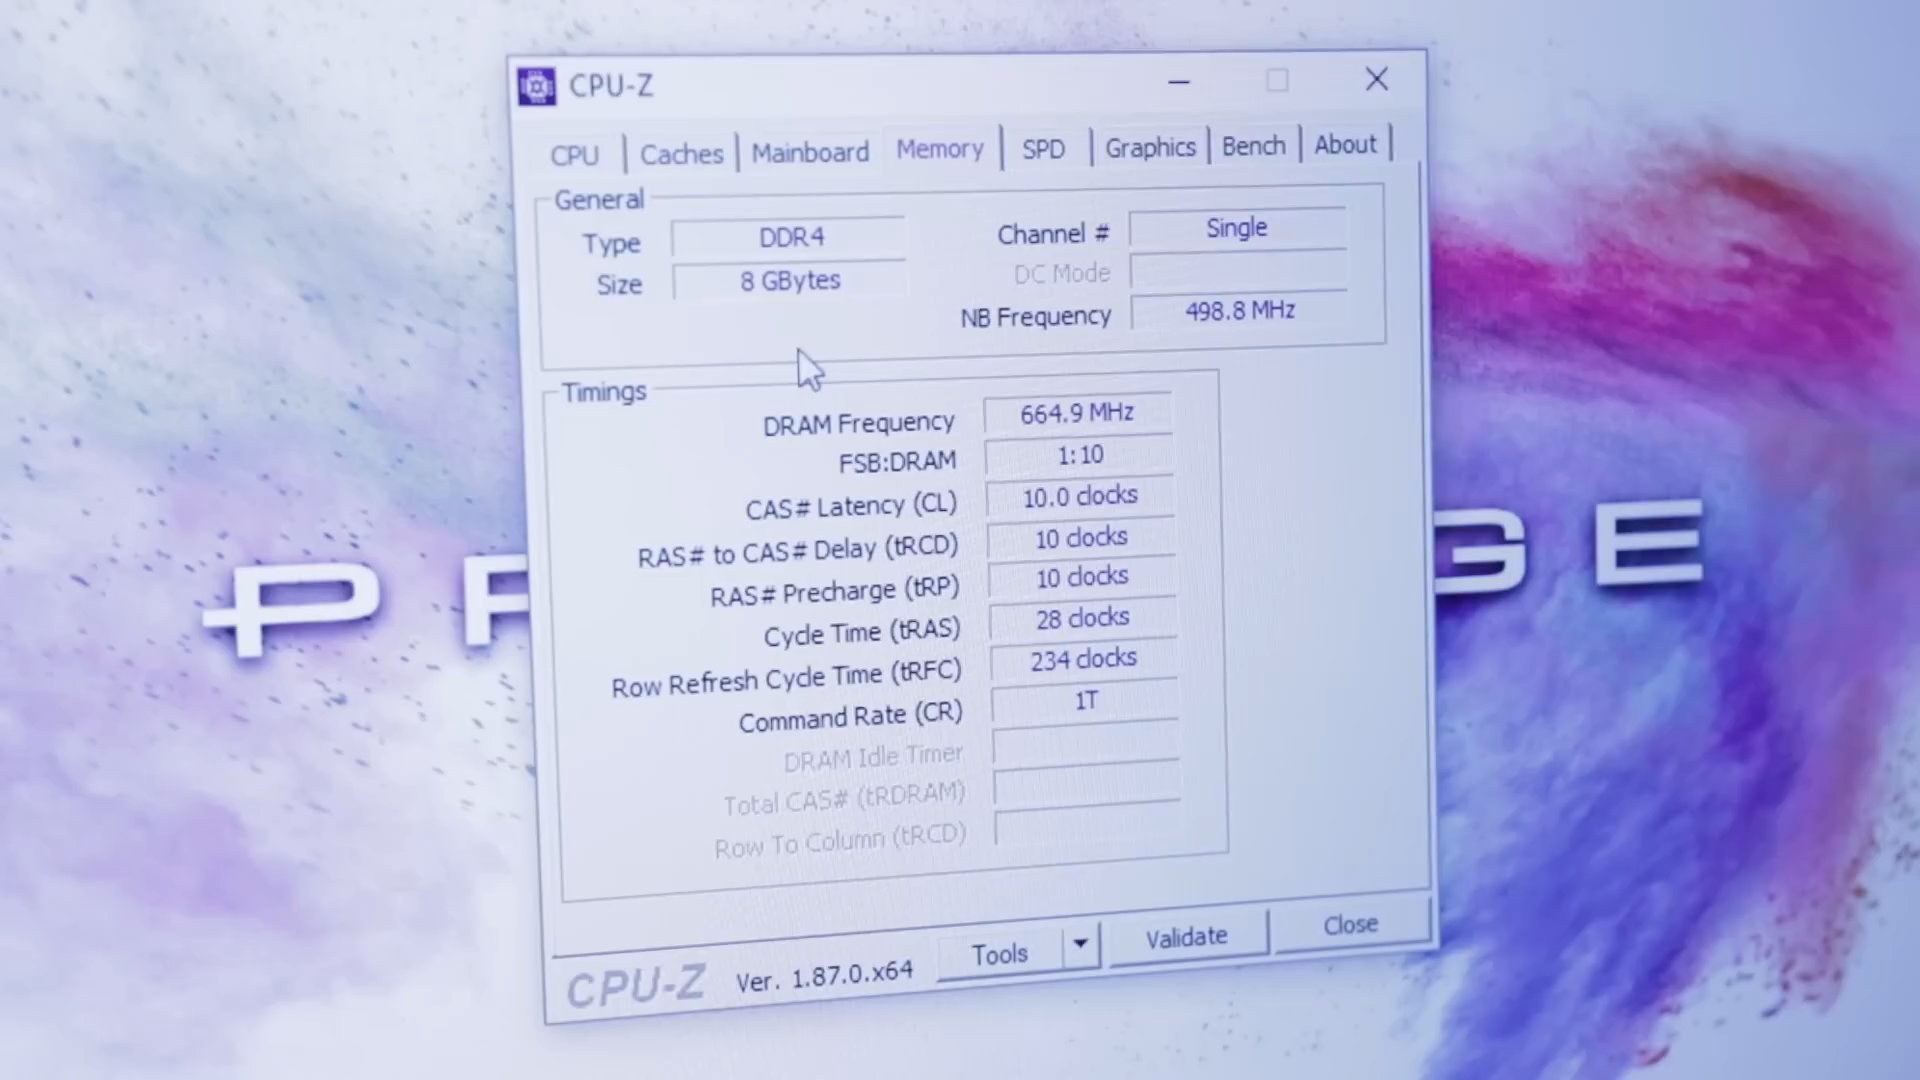 CPU-Z
CPU Caches Mainboard Memory SPD Graphics Bench About
General
Type DDR4 Channel # Single
Size 8 GBytes DC Mode
NB Frequency 498.8 MHz
Timings
DRAM Frequency 664.9 MHz
FSB:DRAM 1:10
CAS# Latency (CL) 10.0 clocks
RAS# to CAS# Delay (tRCD) 10 clocks
RAS# Precharge (tRP) 10 clocks
Cycle Time (tRAS) 28 clocks
Row Refresh Cycle Time (tRFC) 234 clocks
Command Rate (CR) 1T
DRAM Idle Timer
Total CAS# (tRDRAM)
Row To Column (tRCD)
CPU-Z Ver. 1.87.0.x64 Tools Validate Close
P R GE